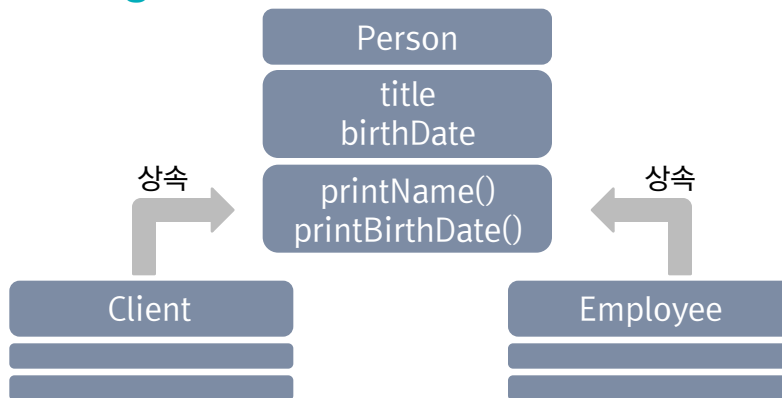 Person
title
birthDate
상속
상속
printName()
printBirthDate()
Client
Employee